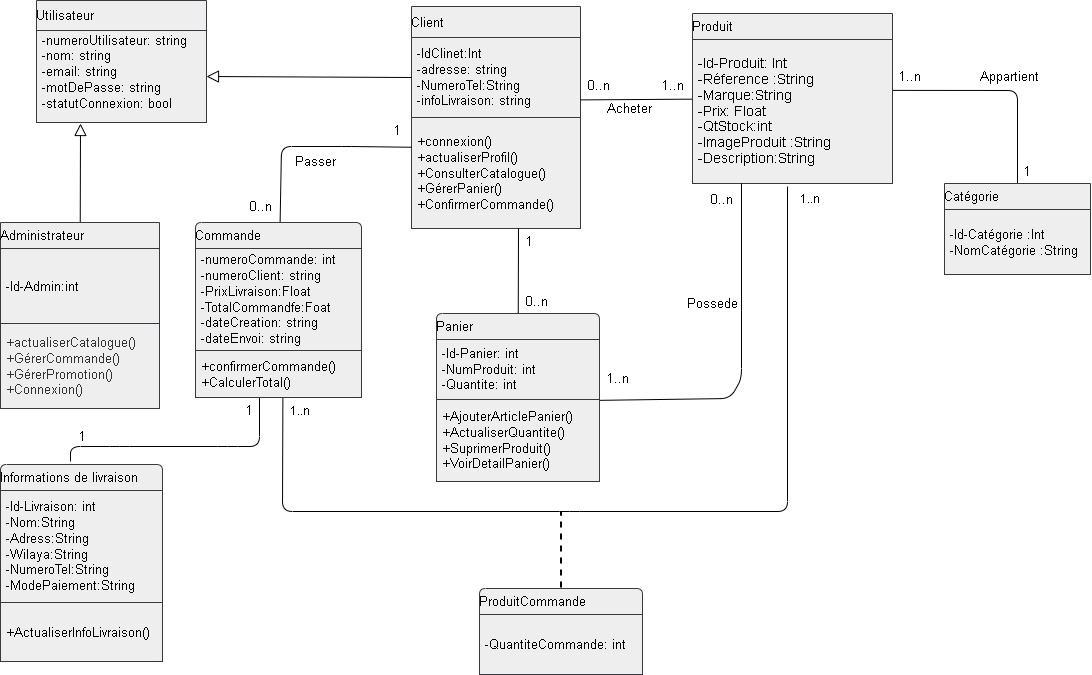 Utilisateur
-numeroUtilisateur: string
-nom: string
-email: string
-motDePasse: string
-statutConnexion: bool
Client
-IdClinet:Int
-adresse: string
-NumeroTel:String
-infoLivraison: string
+connexion()
+actualiserProfil()
+ConsulterCatalogue()
+GérerPanier()
+ConfirmerCommande()
0..n
1..n
Acheter
Produit
-Id-Produit: Int
-Réference :String
-Marque:String
-Prix: Float
-QtStock:int
-ImageProduit :String
-Description:String
1..n
Appartient
1
Catégorie
-Id-Catégorie :Int
-NomCatégorie :String
1
Passer
0..n
Administrateur
-Id-Admin:int
+actualiserCatalogue()
+GérerCommande()
+GérerPromotion()
+Connexion()
Commande
-numeroCommande: int
-numeroClient: string
-PrixLivraison:Float
-TotalCommandfe:Foat
-dateCreation: string
-dateEnvoi: string
+confirmerCommande()
+CalculerTotal()
1
0..n
Panier
-Id-Panier: int
-NumProduit: int
-Quantite: int
+AjouterArticlePanier()
+ActualiserQuantite()
+SuprimerProduit()
+VoirDetailPanier()
0..n
1..n
Possede
1..n
1
1..n
1
Informations de livraison
-Id-Livraison: int
-Nom:String
-Adress:String
-Wilaya:String
-NumeroTel:String
-ModePaiement:String
+ActualiserInfoLivraison()
ProduitCommande
-QuantiteCommande: int